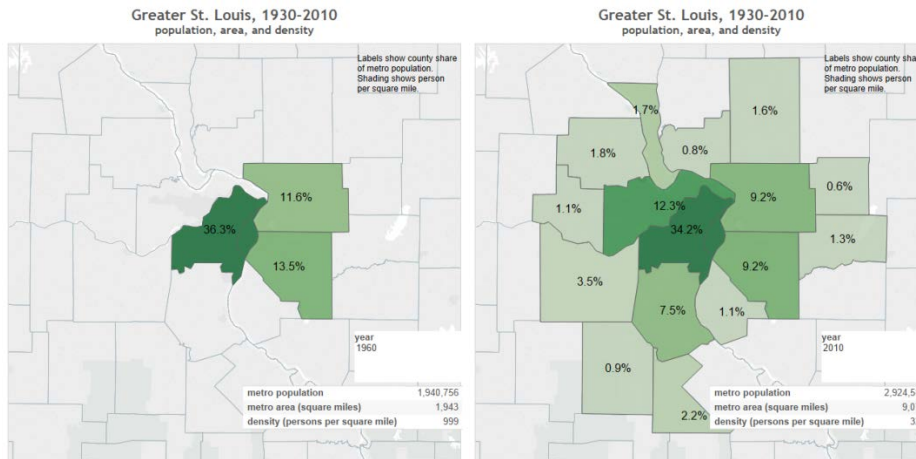 Greater St. Louis, 1930-2010
population, area, and density
Labels show county share
of metro population.
Shading shows person
per square mile.
11.6%
36.3%
13.5%
year
1960
metro population 1,940,756
metro area (square miles) 1,943
density (persons per square mile) 999
Greater St. Louis, 1930-2010
population, area, and density
Labels show county sha
of metro population.
Shading shows person
per square mile.
1.7%
1.6%
1.8%
0.8%
0.6%
1.1%
12.3%
9.2%
34.2%
1.3%
3.5%
9.2%
7.5%
1.1%
year
2010
0.9%
2.2%
metro population 2,924,5
metro area (square miles) 9,0
density (persons per square mile) 3